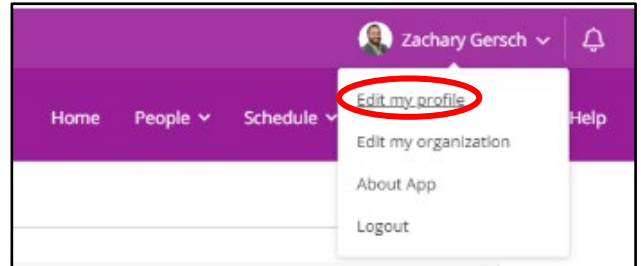 Zachary Gersch
Home People Schedule Help
Edit my profile
Edit my organization
About App
Logout